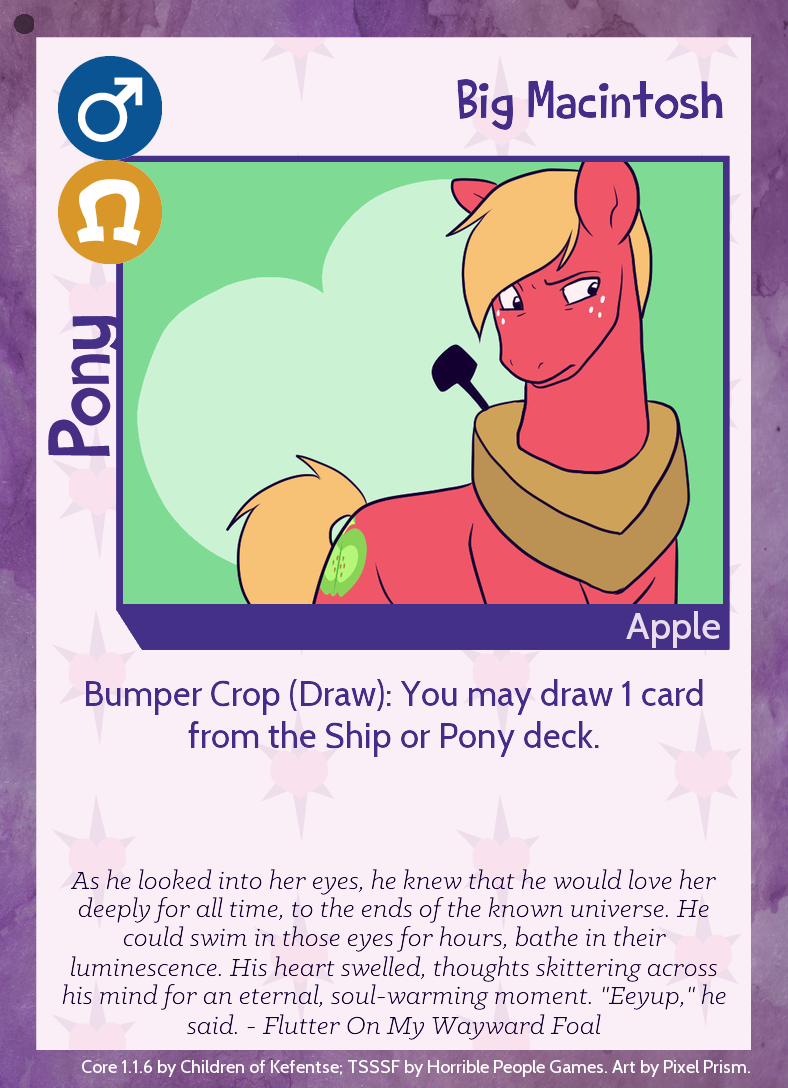 Big Macintosh
Pony
Apple
Bumper Crop (Draw): You may draw 1 card
from the Ship or Pony deck.
As he looked into her eyes, he knew that he would love her
deeply for all time, to the ends of the known universe. He
could swim in those eyes for hours, bathe in their
luminescence. His heart swelled, thoughts skittering across
his mind for an eternal, soul-warming moment. "Eeyup," he
said. - Flutter On My Wayward Foal
Core 1.1.6 by Children of Kefentse; TSSSF by Horrible People Games. Art by Pixel Prism.